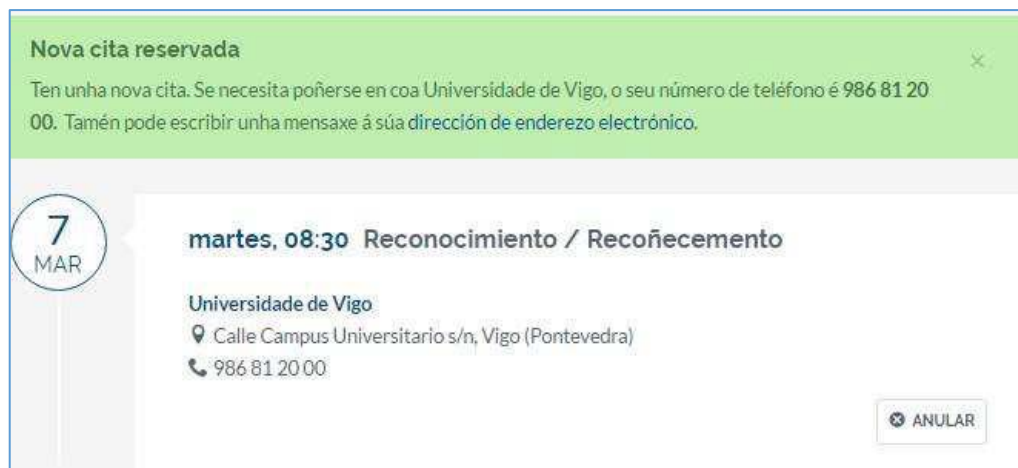 Nova cita reservada
Ten unha nova cita. Se necesita poñerse en coa Universidade de Vigo, o seu número de teléfono é 986 81 20
00. Tamén pode escribir unha mensaxe á súa dirección de enderezo electrónico.
7
MAR
martes, 08:30 Reconocimiento / Recoñecemento
Universidade de Vigo
Calle Campus Universitario s/n, Vigo (Pontevedra)
986 81 20 00
ANULAR